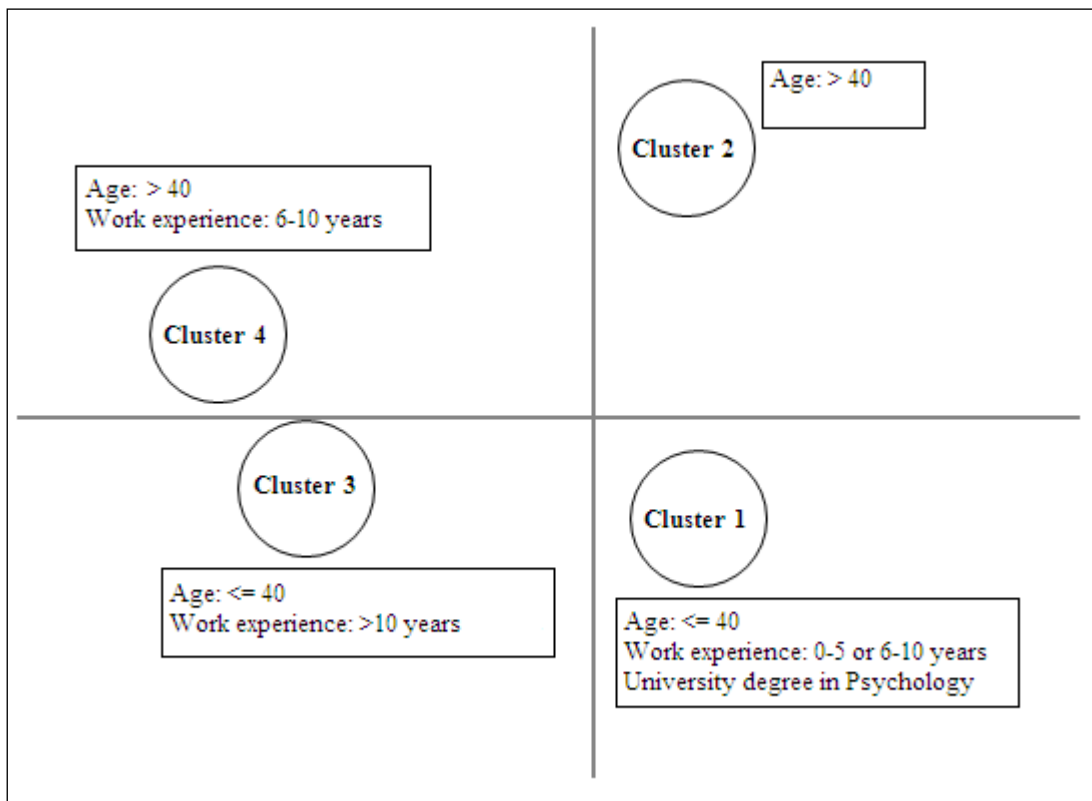 Age: > 40
Cluster 2
Age: > 40
Work experience: 6-10 years
Cluster 4
Cluster 3
Age: <= 40
Work experience: >10 years
Cluster 1
Age: <= 40
Work experience: 0-5 or 6-10 years
University degree in Psychology